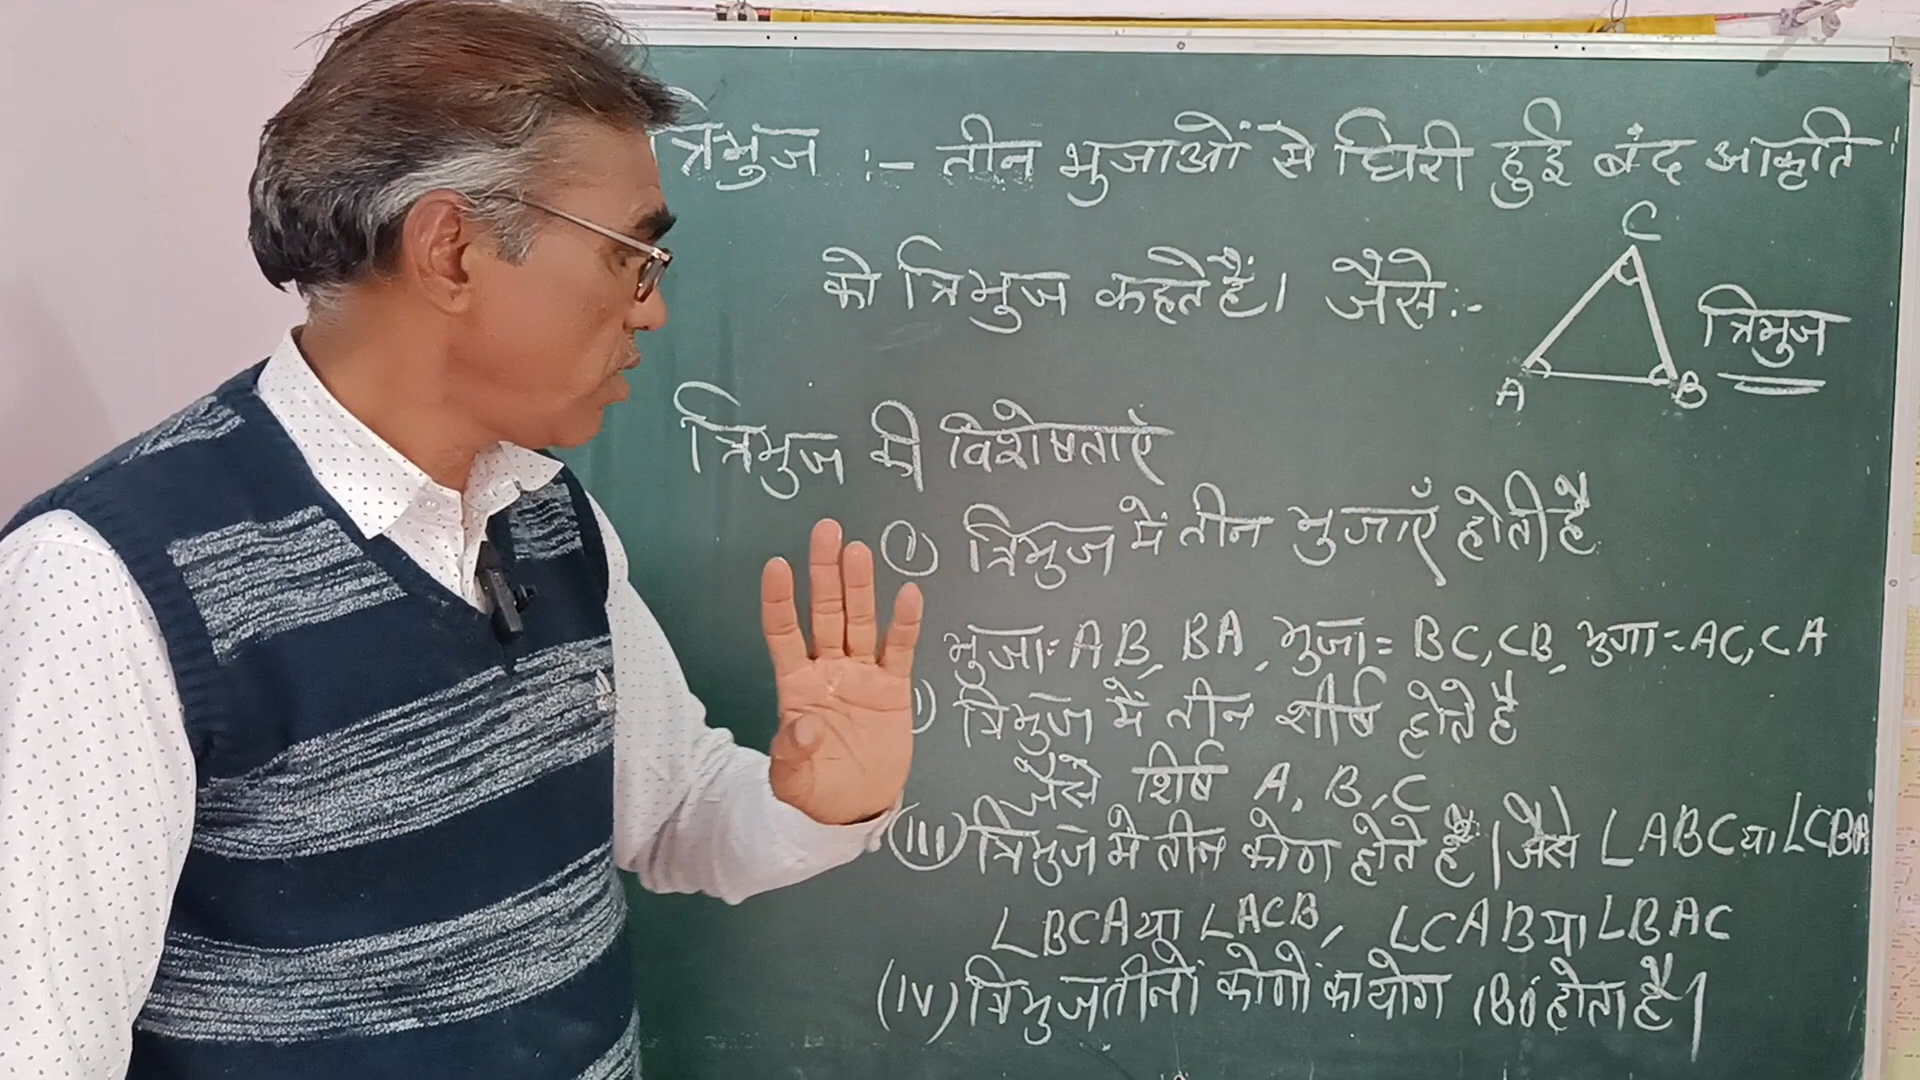 त्रिभुज :- तीन भुजाओं से घिरी हुई बंद आकृति
को त्रिभुज कहते हैं। जैसे:-
C
A
B
त्रिभुज
त्रिभुज की विशेषताएं
(i) त्रिभुज में तीन भुजाएँ होती है
भुजा= AB, BA, भुजा= BC, CB, भुजा= AC, CA
) त्रिभुज में तीन शीर्ष होते है
जैसे शिर्ष A, B, C
(iii) त्रिभुज मे तीन कोण होते है। जैसे ∠ABC या ∠CBA
∠BCA या ∠ACB, ∠CAB या ∠BAC
(iv) त्रिभुज तीनों कोणों का योग 180° होता है।